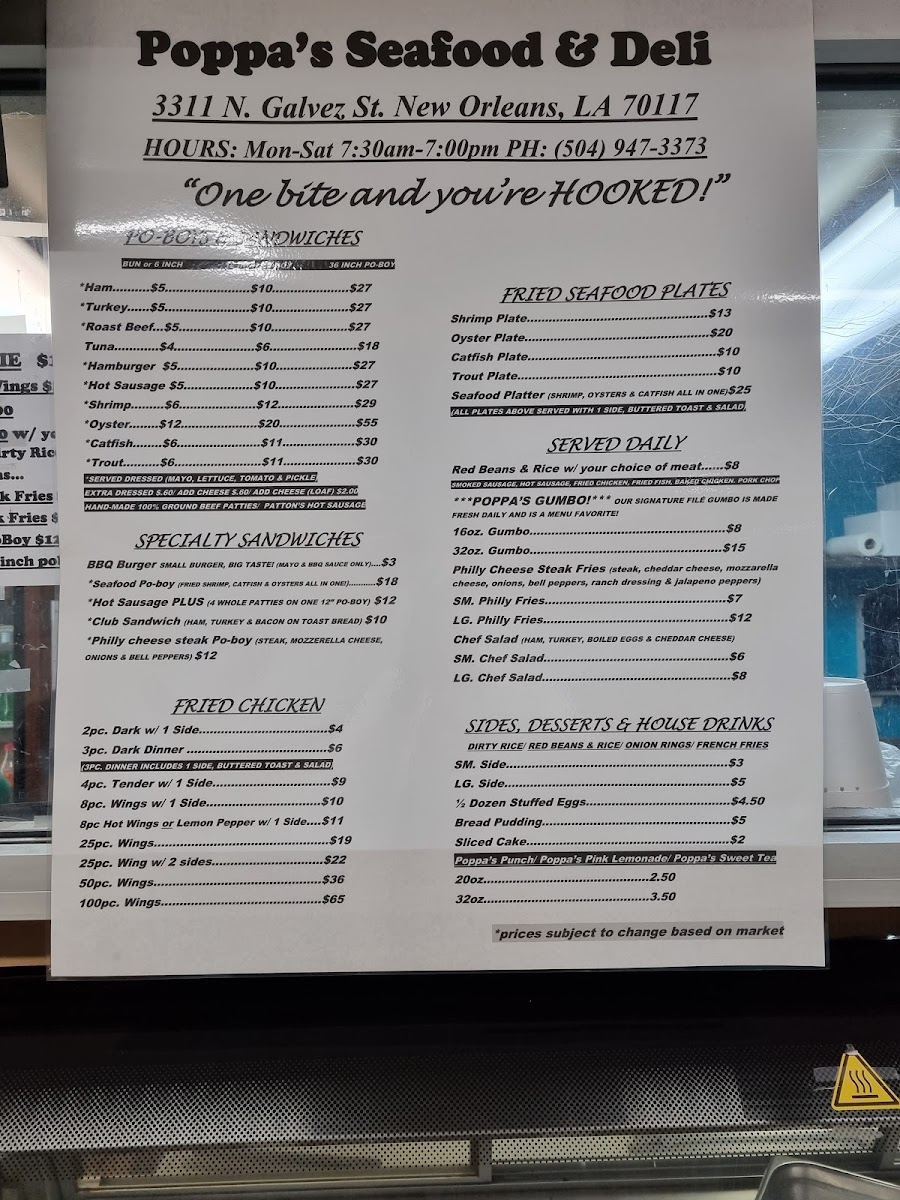 Poppa's Seafood & Deli
3311 N. Galvez St. New Orleans, LA 70117
HOURS: Mon-Sat 7:30am-7:00pm PH: (504) 947-3373
"One bite and you're HOOKED!"
PO-BOYS & SANDWICHES
BUN or 6 INCH 36 INCH PO-BOY
*Ham..........$5......................$10....................$27
*Turkey......$5......................$10....................$27
*Roast Beef...$5......................$10....................$27
Tuna...........$4......................$6......................$18
*Hamburger $5.....................$10....................$27
*Hot Sausage $5...................$10....................$27
*Shrimp.........$6....................$12....................$29
*Oyster.......$12....................$20....................$55
*Catfish........$6....................$11....................$30
*Trout..........$6....................$11....................$30
*SERVED DRESSED (MAYO, LETTUCE, TOMATO & PICKLE)
EXTRA DRESSED $.60/ ADD CHEESE $.60/ ADD CHEESE (LOAF) $2.00
HAND-MADE 100% GROUND BEEF PATTIES/ PATTON'S HOT SAUSAGE
SPECIALTY SANDWICHES
BBQ Burger SMALL BURGER, BIG TASTE! (MAYO & BBQ SAUCE ONLY)....$3
*Seafood Po-boy (FRIED SHRIMP, CATFISH & OYSTERS ALL IN ONE!)...........$18
*Hot Sausage PLUS (4 WHOLE PATTIES ON ONE 12" PO-BOY) $12
*Club Sandwich (HAM, TURKEY & BACON ON TOAST BREAD) $10
*Philly cheese steak Po-boy (STEAK, MOZZERELLA CHEESE,
ONIONS & BELL PEPPERS) $12
FRIED CHICKEN
2pc. Dark w/ 1 Side.................................$4
3pc. Dark Dinner ....................................$6
(3PC. DINNER INCLUDES 1 SIDE, BUTTERED TOAST & SALAD)
4pc. Tender w/ 1 Side..............................$9
8pc. Wings w/ 1 Side..............................$10
8pc Hot Wings or Lemon Pepper w/ 1 Side....$11
25pc. Wings............................................$19
25pc. Wing w/ 2 sides.............................$22
50pc. Wing.............................................$36
100pc. Wings..........................................$65
FRIED SEAFOOD PLATES
Shrimp Plate..............................................$13
Oyster Plate..............................................$20
Catfish Plate..............................................$10
Trout Plate................................................$10
Seafood Platter (SHRIMP, OYSTERS & CATFISH ALL IN ONE)$25
(ALL PLATES ABOVE SERVED WITH 1 SIDE, BUTTERED TOAST & SALAD)
SERVED DAILY
Red Beans & Rice w/ your choice of meat......$8
SMOKED SAUSAGE, HOT SAUSAGE, FRIED CHICKEN, FRIED FISH, BAKED CHICKEN, PORK CHOP
***POPPA'S GUMBO!*** OUR SIGNATURE FILE GUMBO IS MADE
FRESH DAILY AND IS A MENU FAVORITE!
16oz. Gumbo.................................................$8
32oz. Gumbo................................................$15
Philly Cheese Steak Fries (steak, cheddar cheese, mozzarella
cheese, onions, bell peppers, ranch dressing & jalapeno peppers)
SM. Philly Fries..............................................$7
LG. Philly Fries..............................................$12
Chef Salad (HAM, TURKEY, BOILED EGGS & CHEDDAR CHEESE)
SM. Chef Salad..............................................$6
LG. Chef Salad...............................................$8
SIDES, DESSERTS & HOUSE DRINKS
DIRTY RICE/ RED BEANS & RICE/ ONION RINGS/ FRENCH FRIES
SM. Side.......................................................$3
LG. Side........................................................$5
½ Dozen Stuffed Eggs....................................$4.50
Bread Pudding...............................................$5
Sliced Cake...................................................$2
Poppa's Punch/ Poppa's Pink Lemonade/ Poppa's Sweet Tea
20oz..........................................2.50
32oz..........................................3.50
*prices subject to change based on market
IE $1
Wings $
w/
Dirty Rice
Fries
Fries $
PoBoy $12
inch